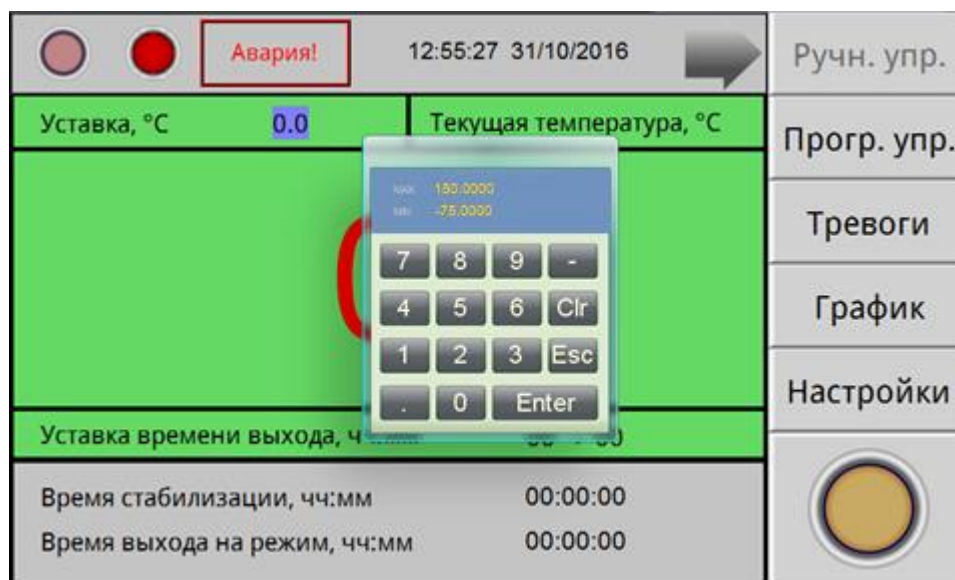 Авария!
12:55:27 31/10/2016
Ручн. упр.
Уставка, °C 0.0
Текущая температура, °C
Прогр. упр.
MAX 180.0000
MIN -75.0000
Тревоги
7 8 9 -
4 5 6 Clr
График
1 2 3 Esc
. 0 Enter
Настройки
Уставка времени выхода, ч
Время стабилизации, чч:мм 00:00:00
Время выхода на режим, чч:мм 00:00:00